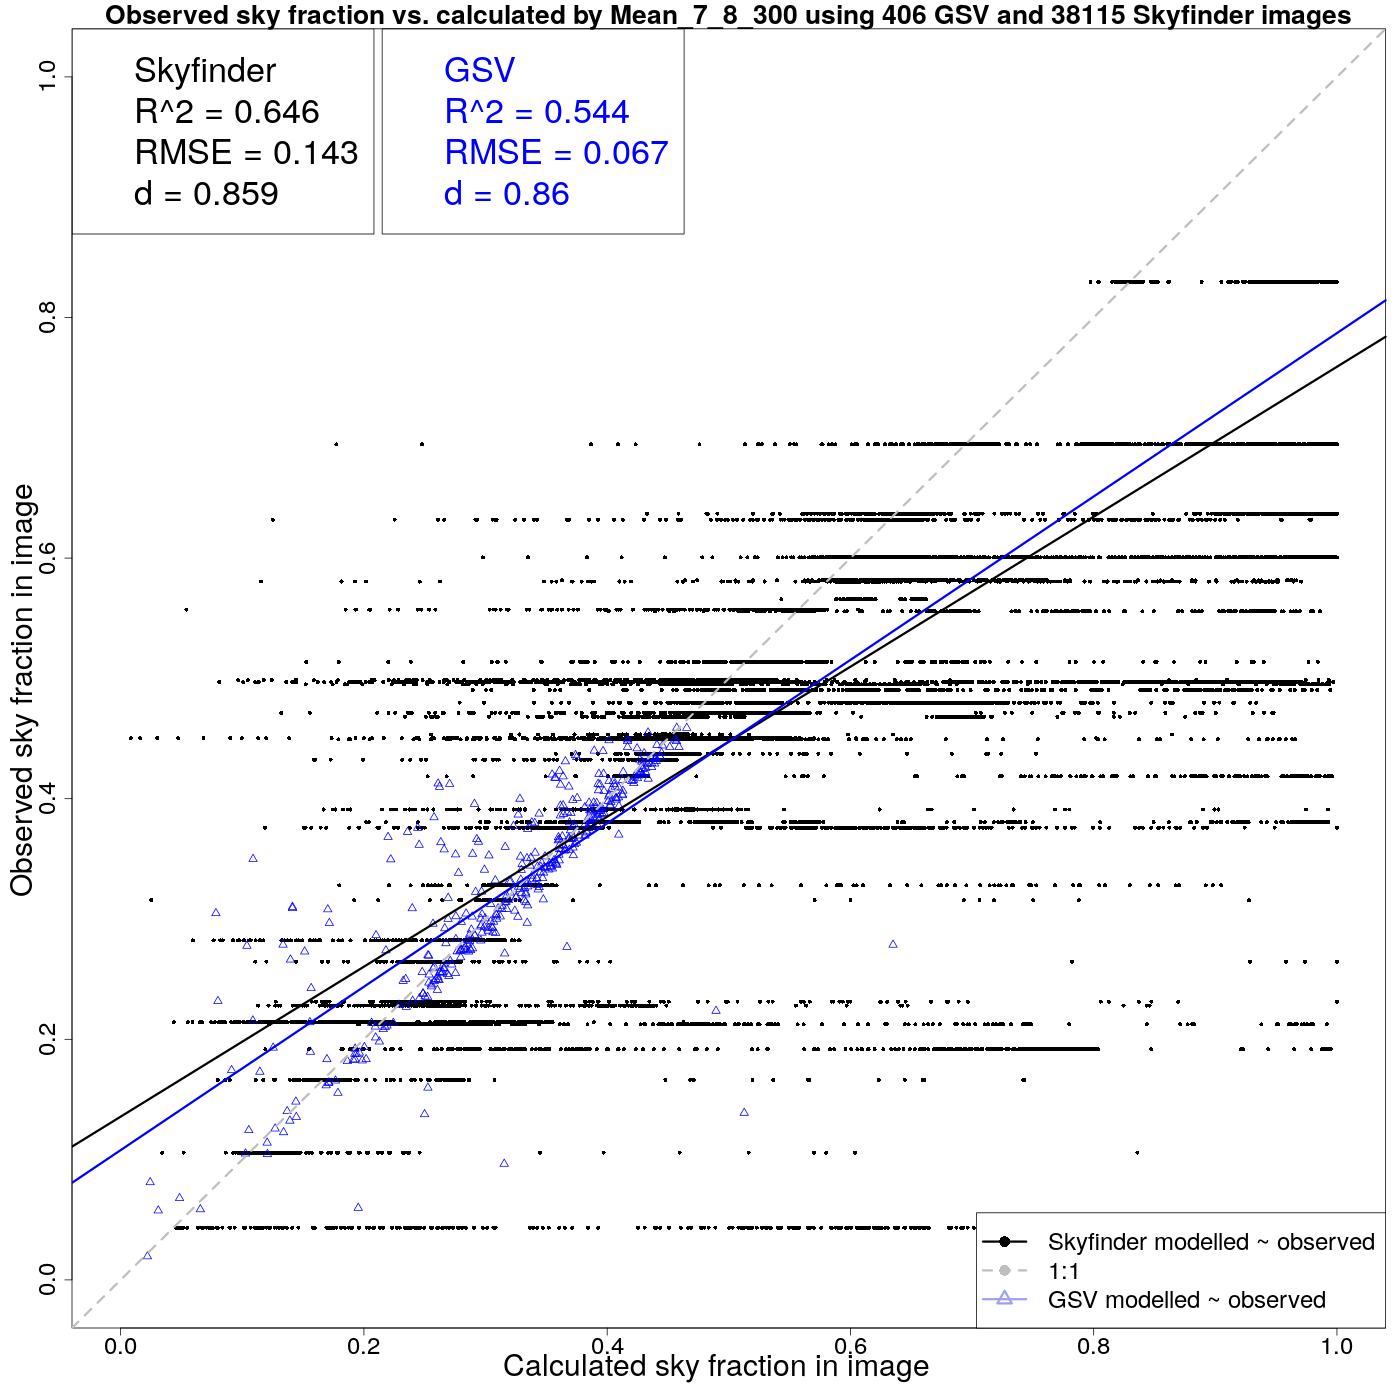 Observed sky fraction vs. calculated by Mean_7_8_300 using 406 GSV and 38115 Skyfinder images
Skyfinder
R^2 = 0.646
RMSE = 0.143
d = 0.859
GSV
R^2 = 0.544
RMSE = 0.067
d = 0.86
Observed sky fraction in image
1.0
0.8
0.6
0.4
0.2
0.0
Skyfinder modelled ~ observed
1:1
GSV modelled ~ observed
0.0 0.2 0.4 0.6 0.8 1.0
Calculated sky fraction in image